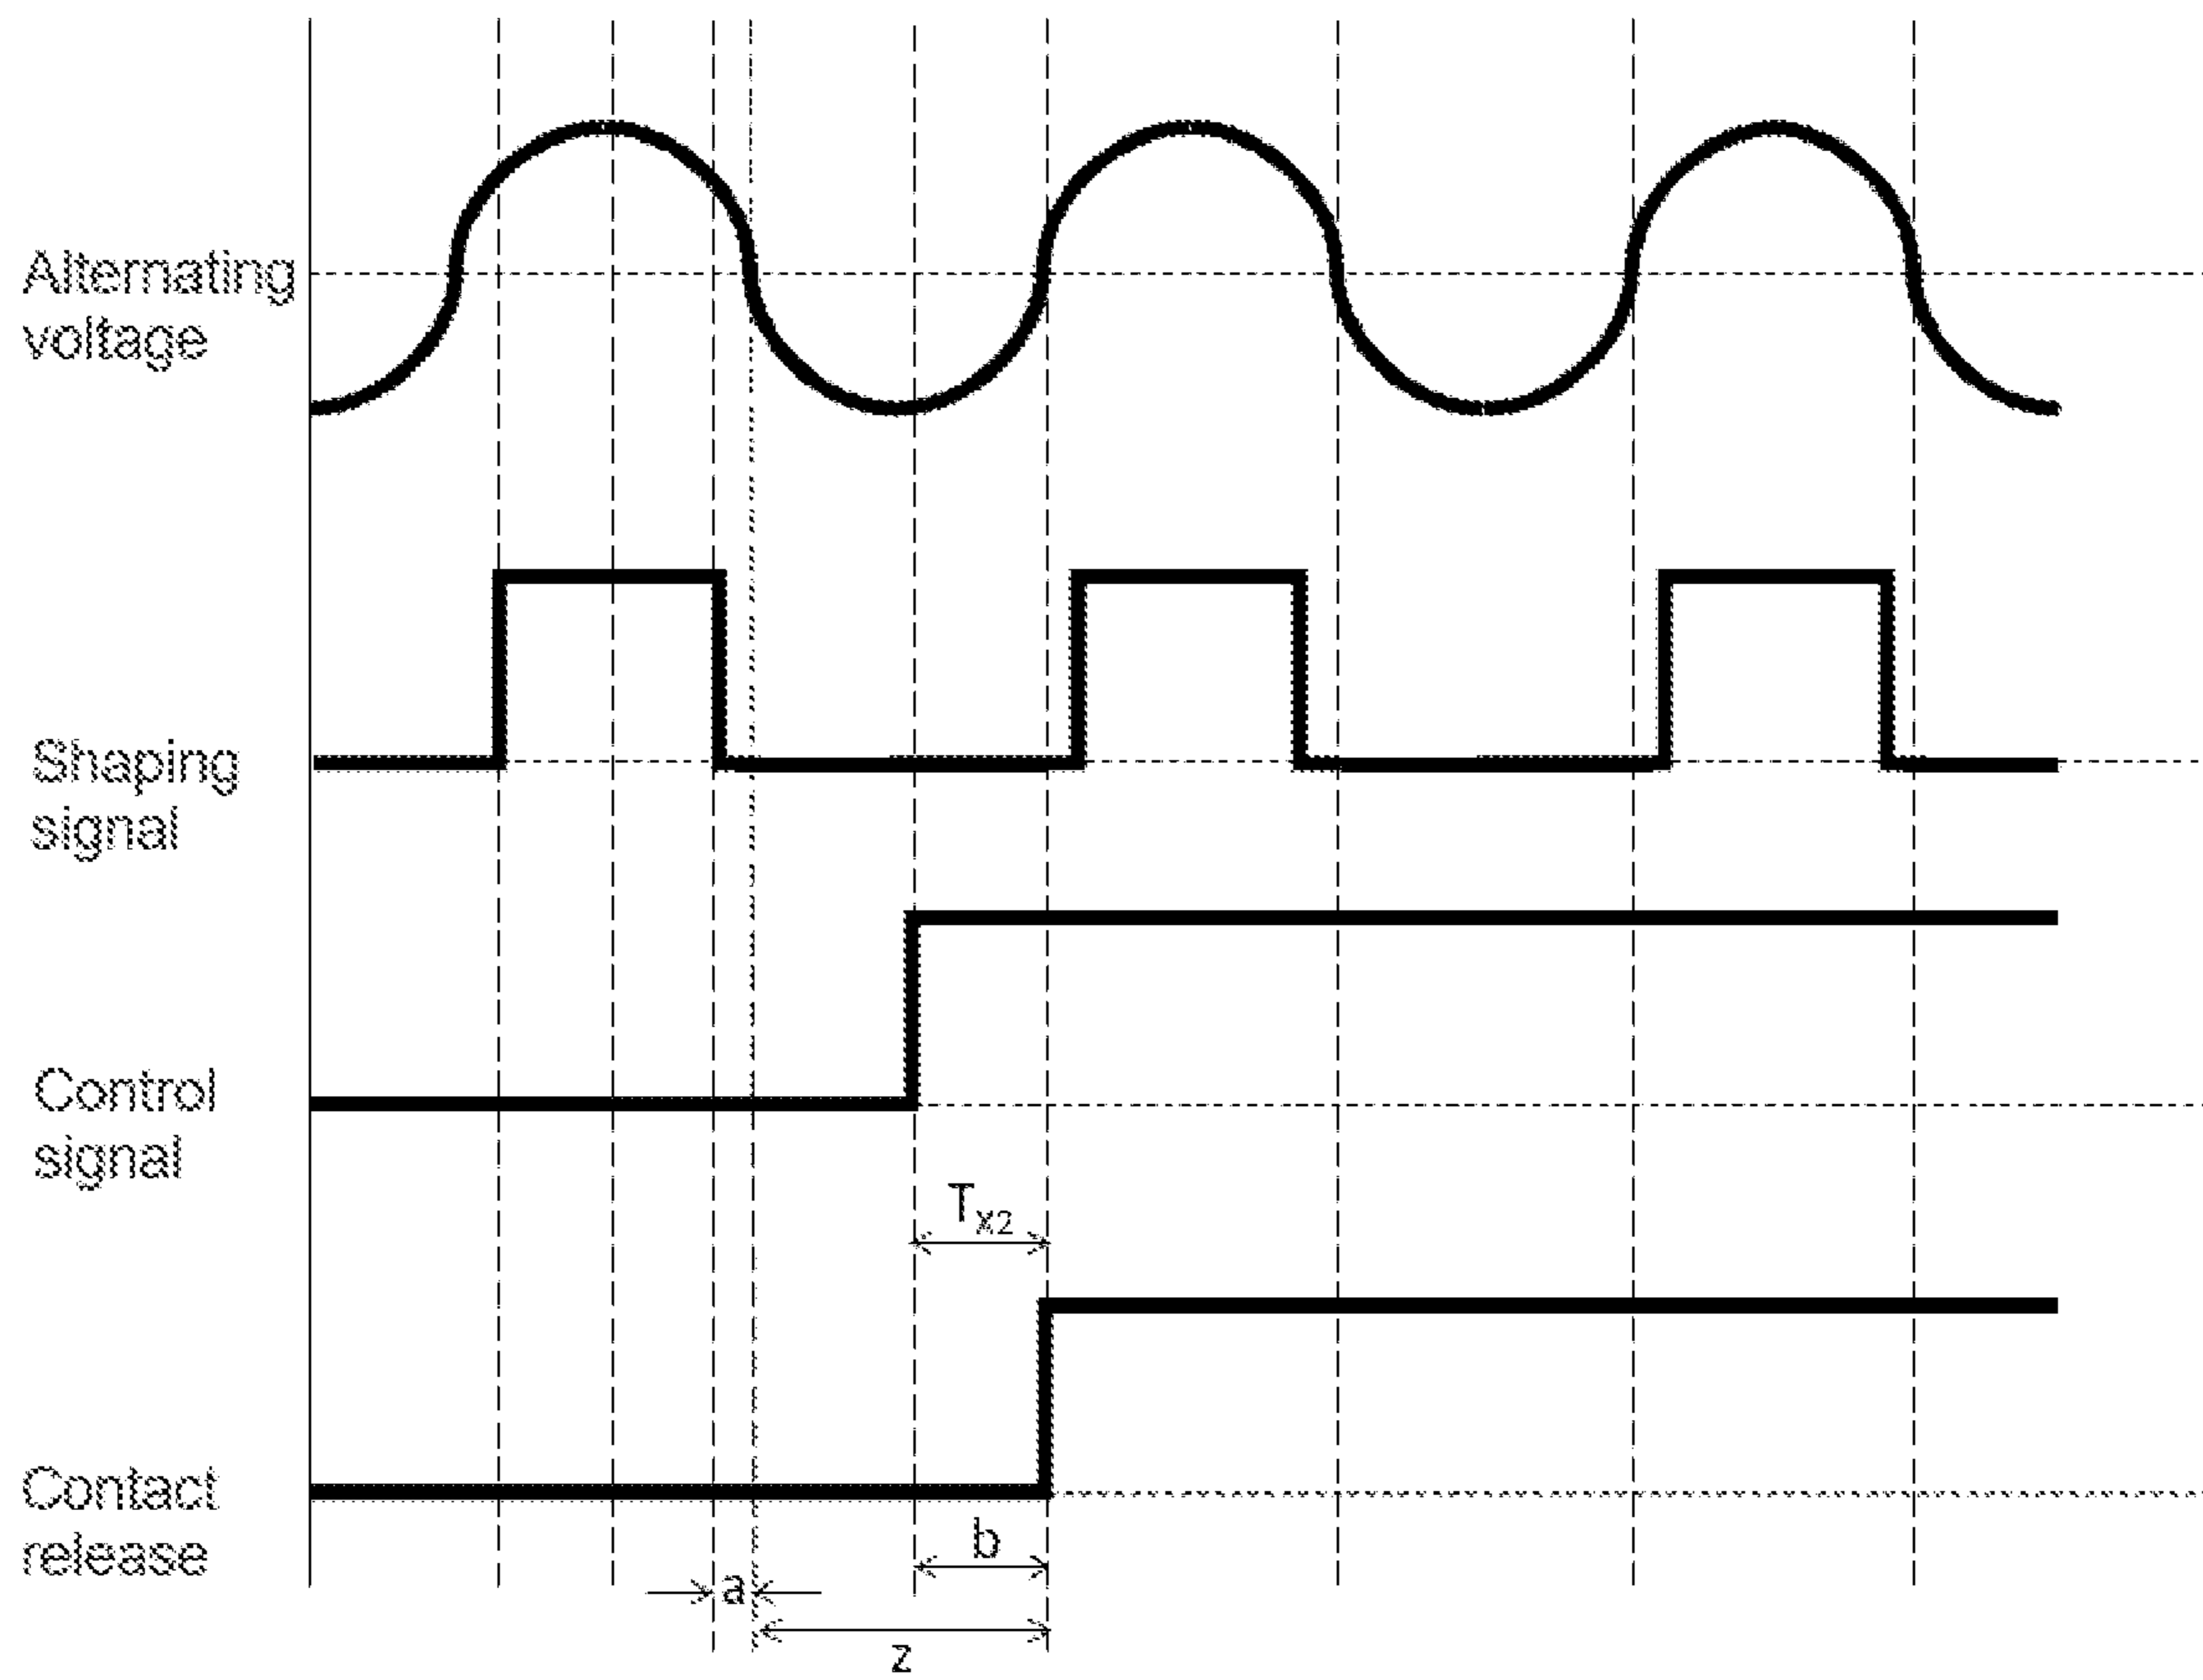 Alternating
voltage
Shaping
signal
Control
signal
Tx2
Contact
release
b
a
z